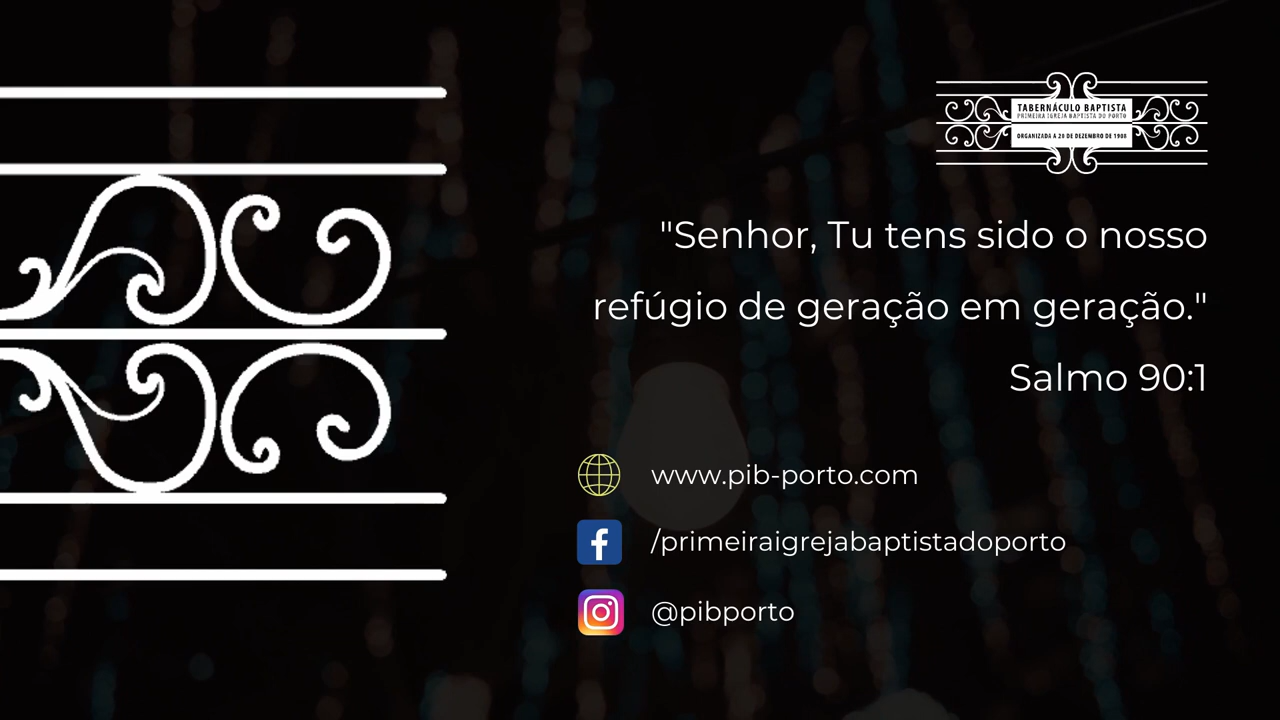 TABERNÁCULO BAPTISTA
PRIMEIRA IGREJA BAPTISTA DO PORTO
ORGANIZADA A 20 DE DEZEMBRO DE 1908
"Senhor, Tu tens sido o nosso
refúgio de geração em geração."
Salmo 90:1
www.pib-porto.com
/primeiraigrejabaptistadoporto
@pibporto